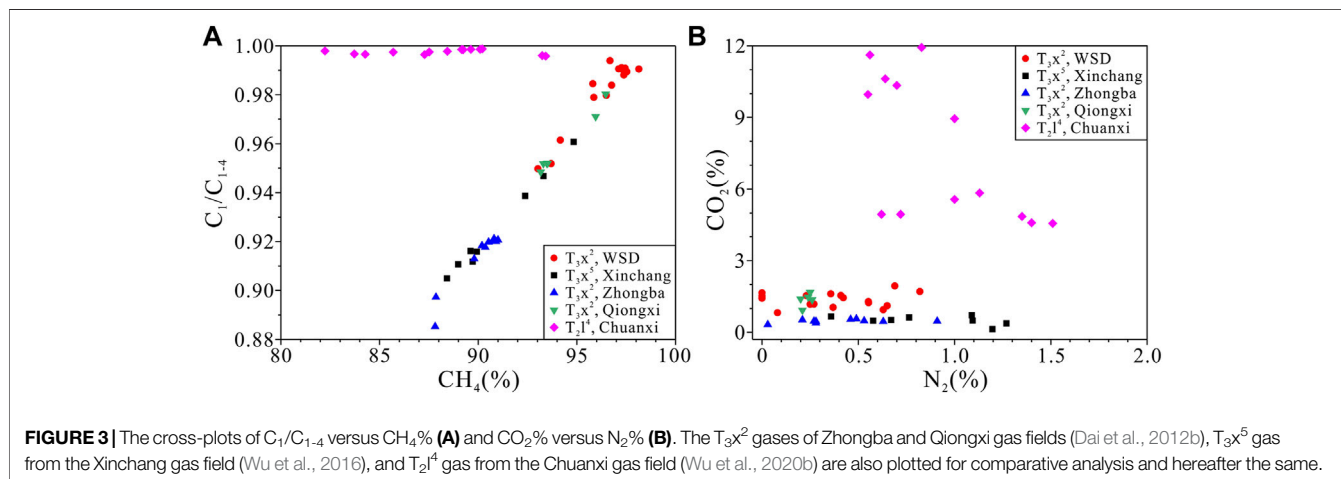 A
1.00
0.98
0.96
0.94
0.92
0.90
0.88
C₁/C₁₋₄
80 85 90 95 100
CH₄(%)
T₃x², WSD
T₃x⁵, Xinchang
T₃x², Zhongba
T₃x², Qiongxi
T₂l⁴, Chuanxi
B
12
9
6
3
0
CO₂(%)
0 0.5 1.0 1.5 2.0
N₂(%)
T₃x², WSD
T₃x⁵, Xinchang
T₃x², Zhongba
T₃x², Qiongxi
T₂l⁴, Chuanxi
FIGURE 3 | The cross-plots of C₁/C₁₋₄ versus CH₄% (A) and CO₂% versus N₂% (B). The T₃x² gases of Zhongba and Qiongxi gas fields (Dai et al., 2012b), T₃x⁵ gas
from the Xinchang gas field (Wu et al., 2016), and T₂l⁴ gas from the Chuanxi gas field (Wu et al., 2020b) are also plotted for comparative analysis and hereafter the same.